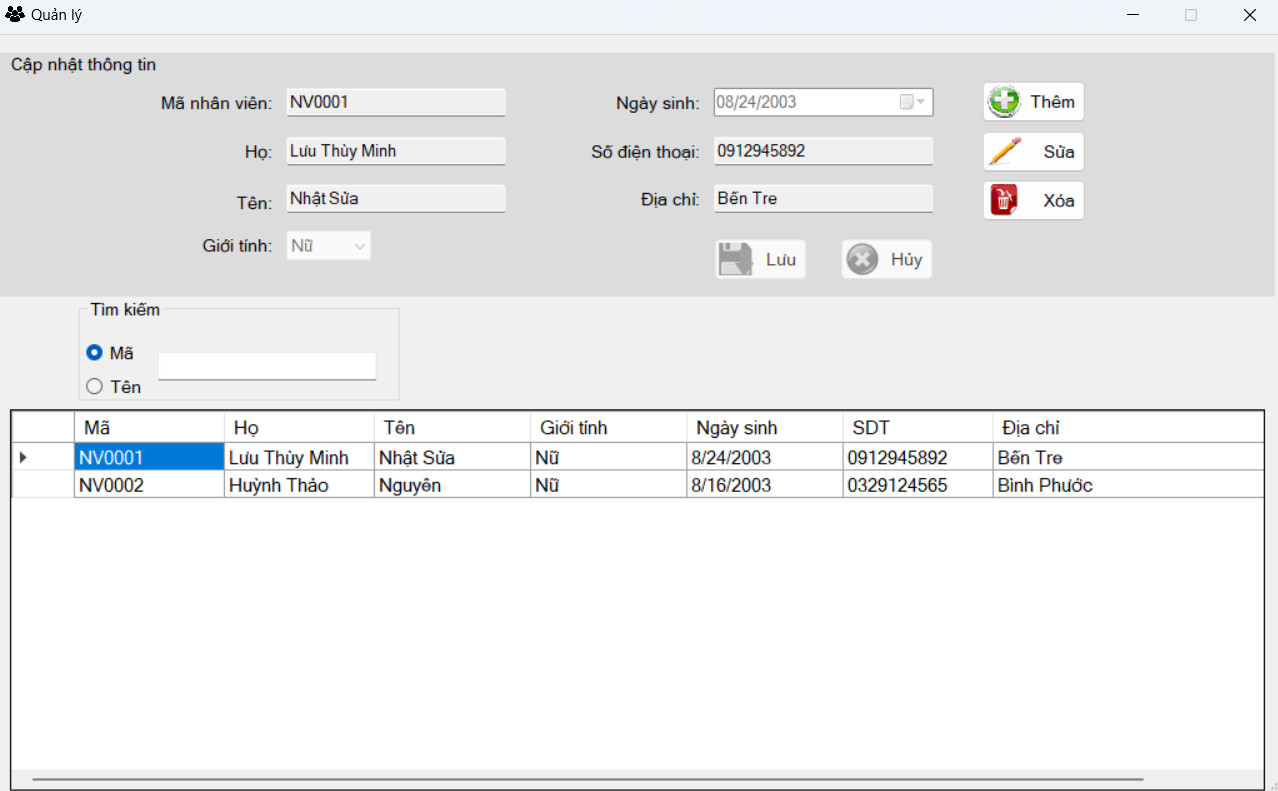 Quản lý
Cập nhật thông tin
Mã nhân viên: NV0001 Ngày sinh: 08/24/2003 Thêm
Họ: Lưu Thùy Minh Số điện thoại: 0912945892 Sửa
Tên: Nhật Sửa Địa chỉ: Bến Tre Xóa
Giới tính: Nữ Lưu Hủy
Tìm kiếm
Mã
Tên
Mã Họ Tên Giới tính Ngày sinh SDT Địa chỉ
NV0001 Lưu Thùy Minh Nhật Sửa Nữ 8/24/2003 0912945892 Bến Tre
NV0002 Huỳnh Thảo Nguyên Nữ 8/16/2003 0329124565 Bình Phước